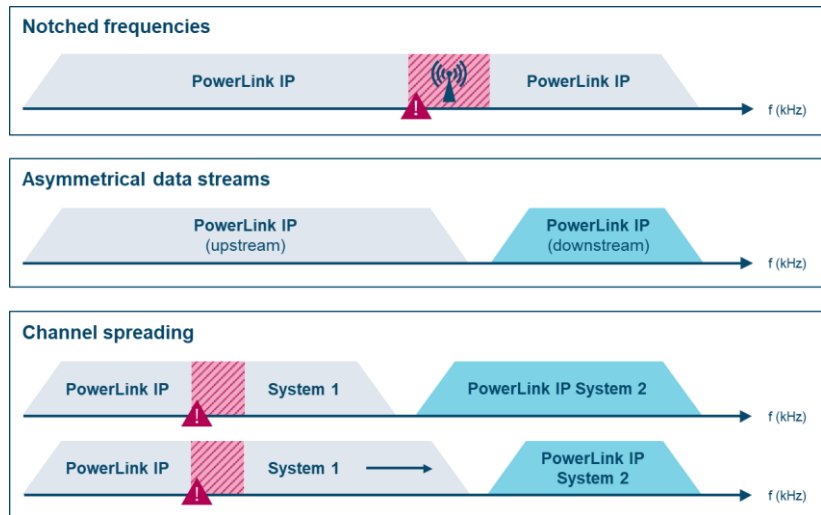 Notched frequencies
PowerLink IP
PowerLink IP
!
f (kHz)
Asymmetrical data streams
PowerLink IP
(upstream)
PowerLink IP
(downstream)
f (kHz)
Channel spreading
PowerLink IP
System 1
PowerLink IP System 2
!
f (kHz)
PowerLink IP
System 1
PowerLink IP
System 2
!
f (kHz)